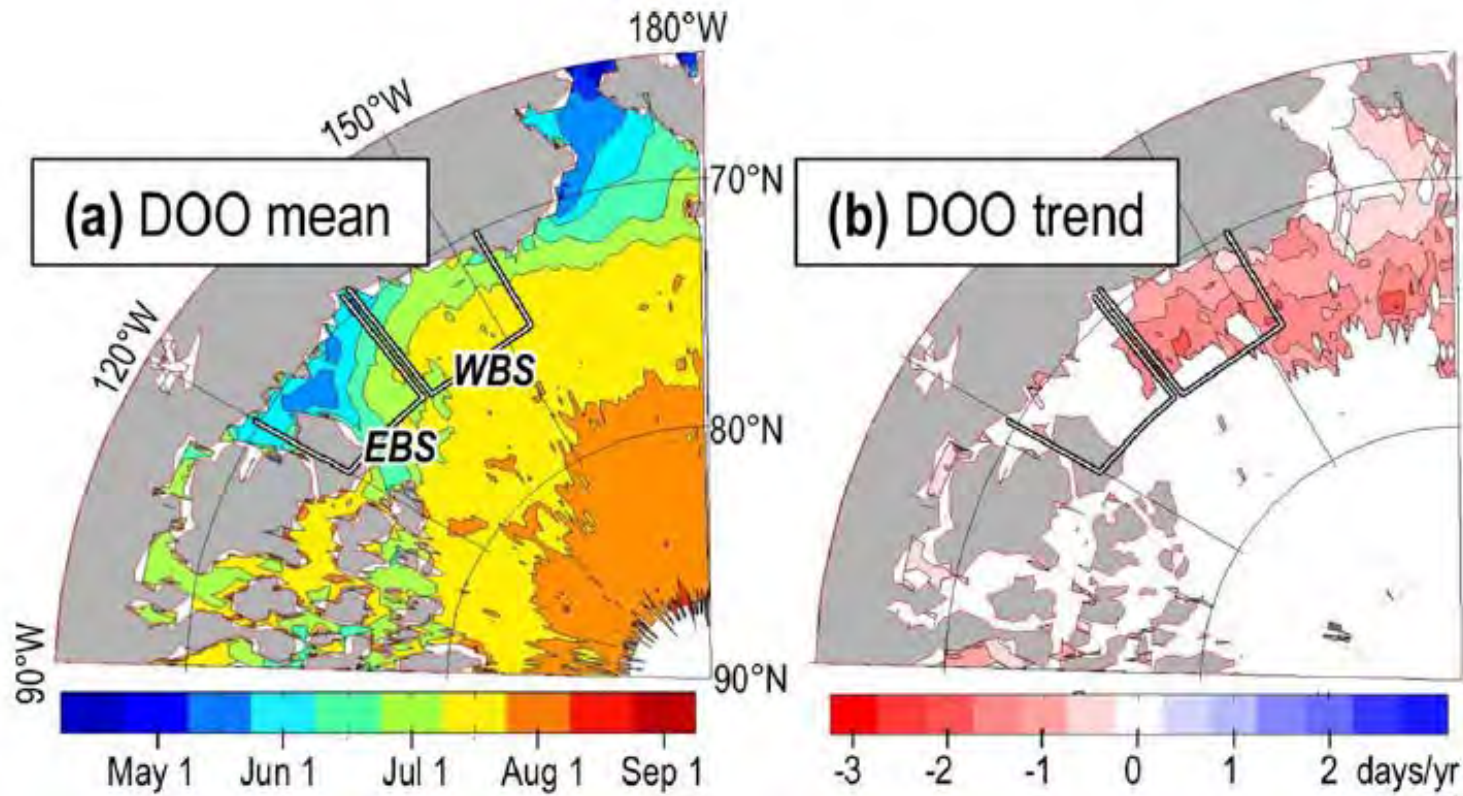 180°W
150°W
(a) DOO mean
120°W
WBS
EBS
70°N
80°N
90°N
90°W
May 1 Jun 1 Jul 1 Aug 1 Sep 1
(b) DOO trend
-3 -2 -1 0 1 2 days/yr